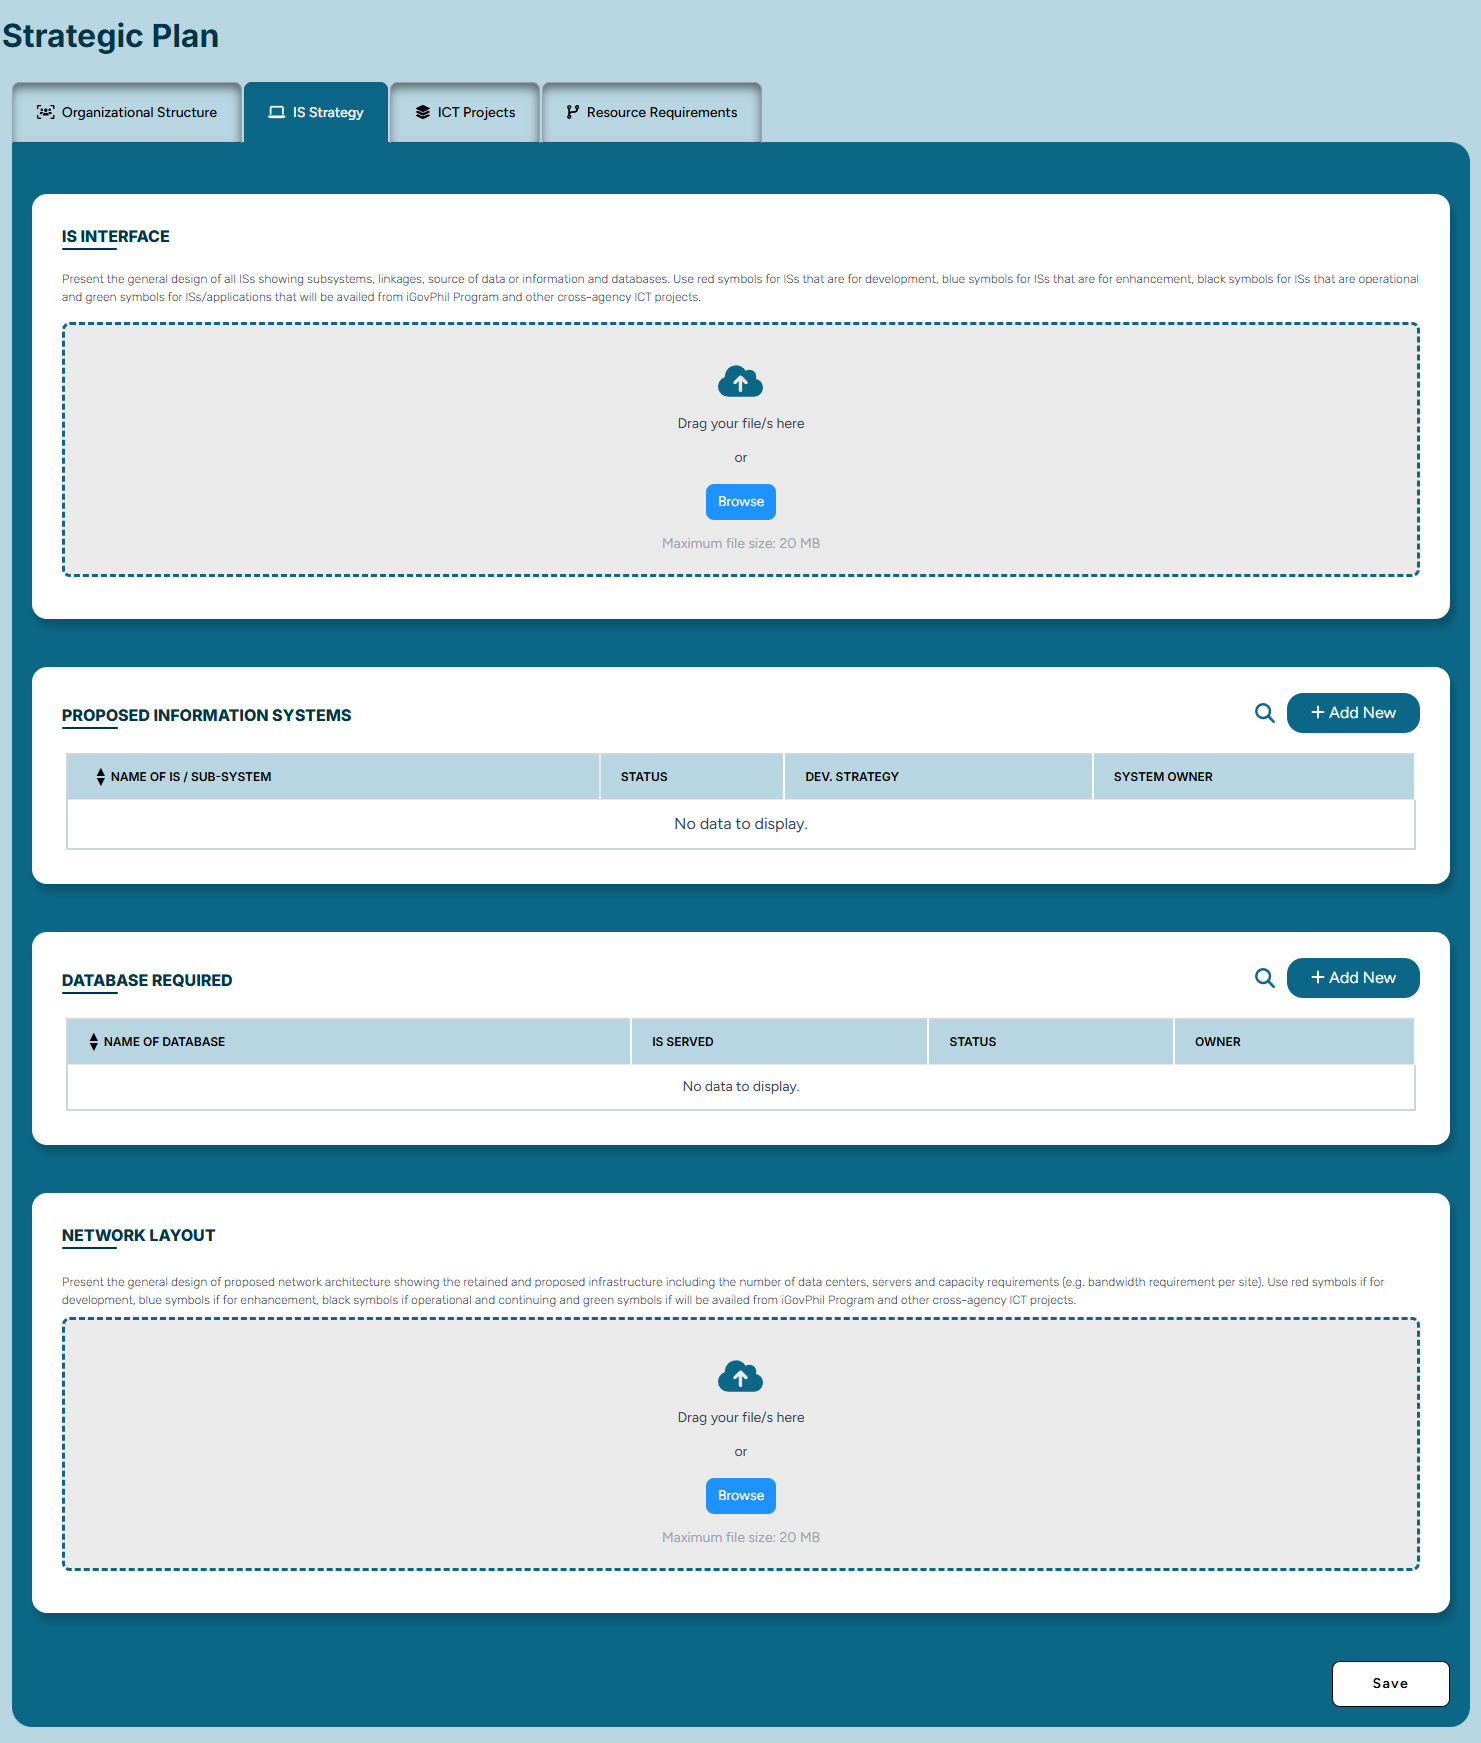 Strategic Plan
Organizational Structure
IS Strategy
ICT Projects
Resource Requirements
IS INTERFACE
Present the general design of all ISs showing subsystems, linkages, source of data or information and databases. Use red symbols for ISs that are for development, blue symbols for ISs that are for enhancement, black symbols for ISs that are operational
and green symbols for ISs/applications that will be availed from iGovPhil Program and other cross-agency ICT projects.
Drag your file/s here
or
Browse
Maximum file size: 20 MB
PROPOSED INFORMATION SYSTEMS
+ Add New
NAME OF IS / SUB-SYSTEM
STATUS
DEV. STRATEGY
SYSTEM OWNER
No data to display.
DATABASE REQUIRED
+ Add New
NAME OF DATABASE
IS SERVED
STATUS
OWNER
No data to display.
NETWORK LAYOUT
Present the general design of proposed network architecture showing the retained and proposed infrastructure including the number of data centers, servers and capacity requirements (e.g. bandwidth requirement per site). Use red symbols if for
development, blue symbols if for enhancement, black symbols if operational and continuing and green symbols if will be availed from iGovPhil Program and other cross-agency ICT projects.
Drag your file/s here
or
Browse
Maximum file size: 20 MB
Save